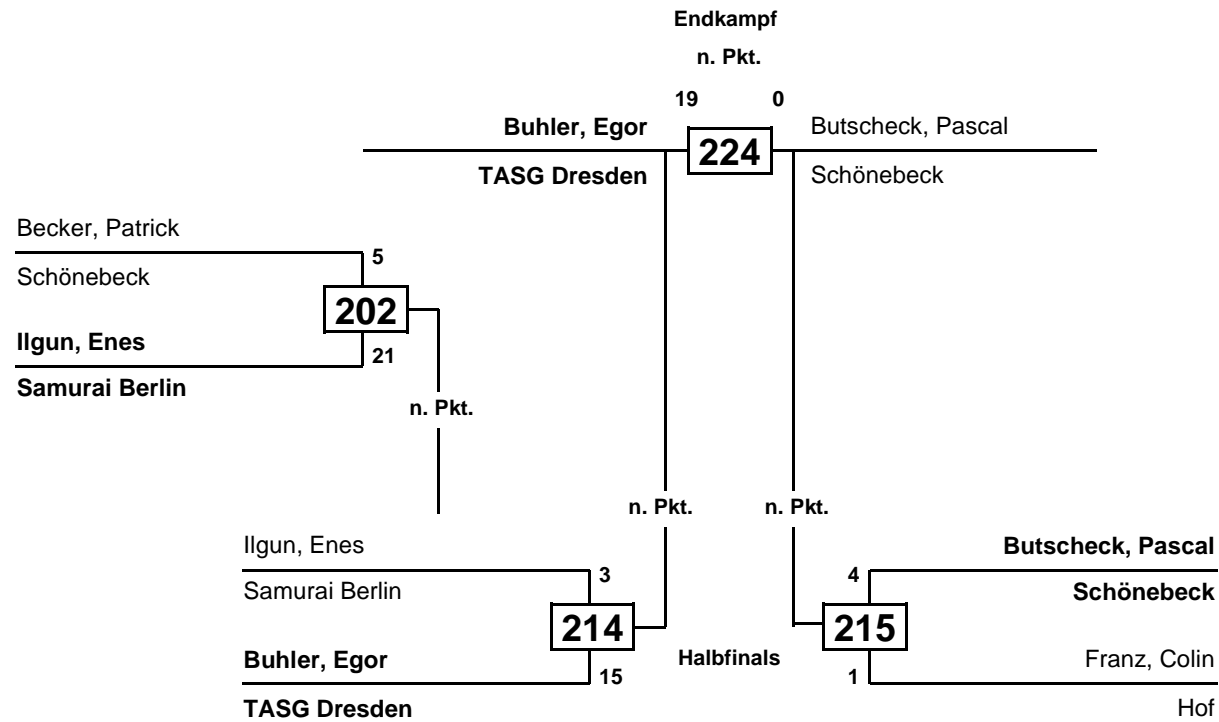 Endkampf
n. Pkt.
19 0
Buhler, Egor 224 Butscheck, Pascal
TASG Dresden Schönebeck
Becker, Patrick
5
Schönebeck
202
Ilgun, Enes
21
Samurai Berlin
n. Pkt.
n. Pkt. n. Pkt.
Ilgun, Enes Butscheck, Pascal
3 4
Samurai Berlin Schönebeck
214 215
Buhler, Egor Halbfinals Franz, Colin
15 1
TASG Dresden Hof